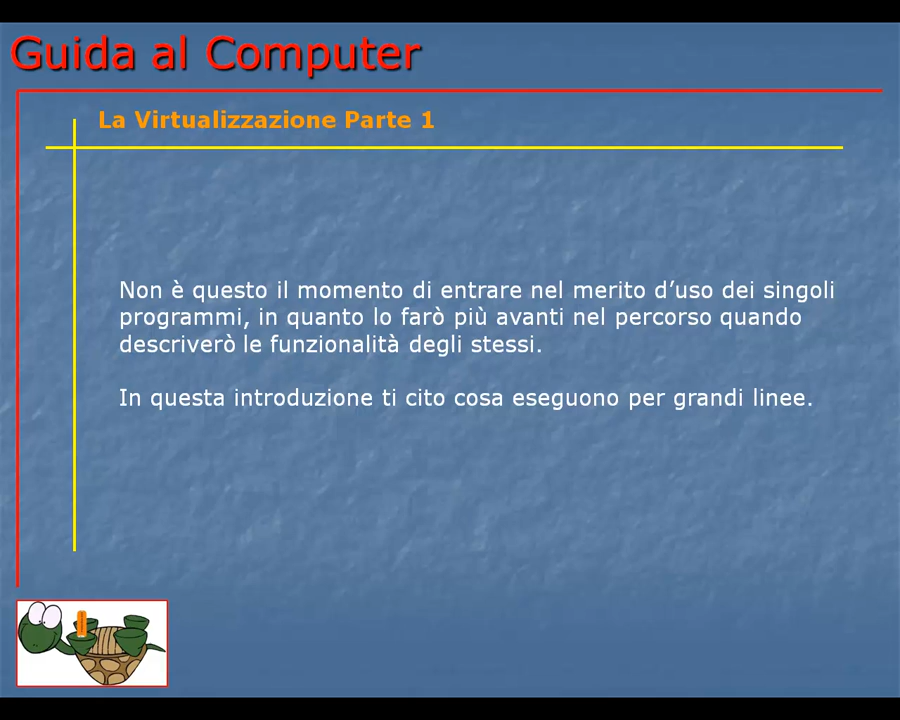 Guida al Computer
La Virtualizzazione Parte 1
Non è questo il momento di entrare nel merito d’uso dei singoli
programmi, in quanto lo farò più avanti nel percorso quando
descriverò le funzionalità degli stessi.
In questa introduzione ti cito cosa eseguono per grandi linee.